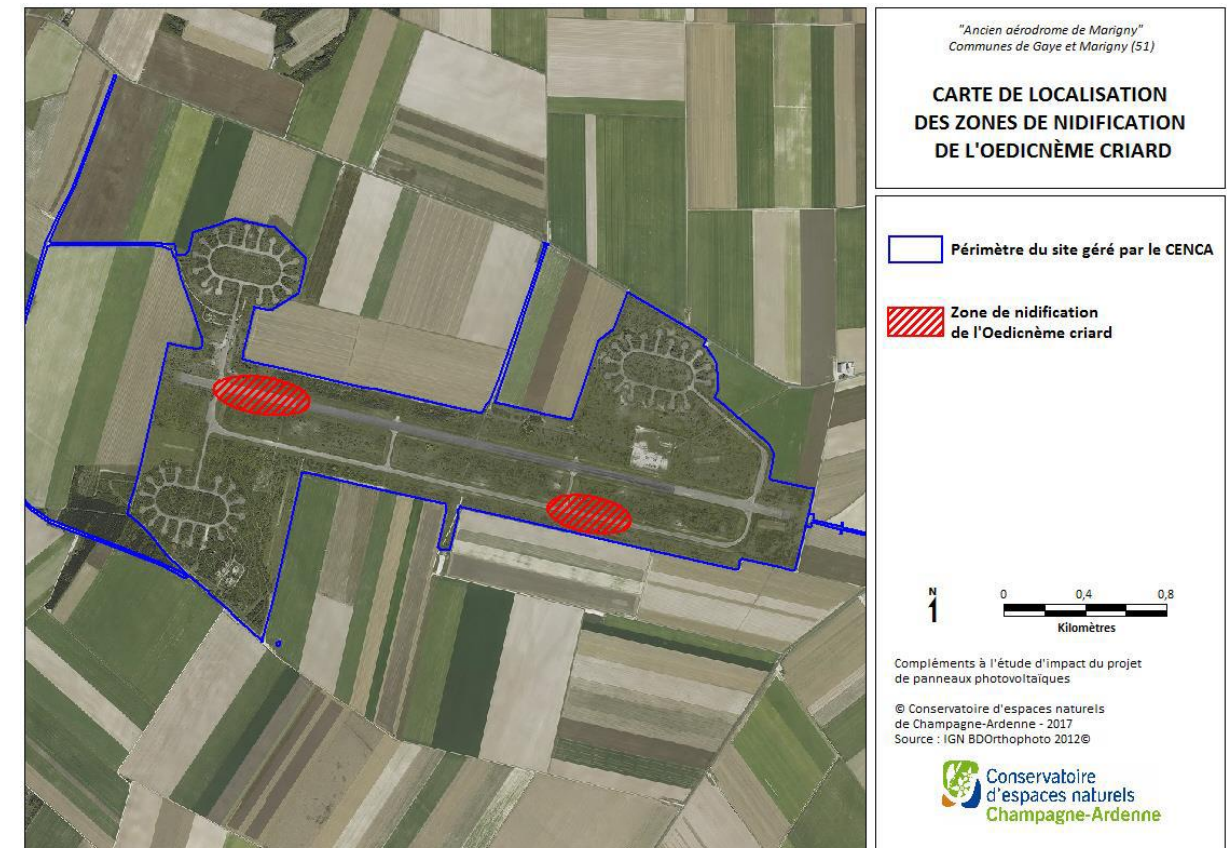 "Ancien aérodrome de Marigny"
Communes de Gaye et Marigny (51)
CARTE DE LOCALISATION
DES ZONES DE NIDIFICATION
DE L'OEDICNÈME CRIARD
Périmètre du site géré par le CENCA
Zone de nidification
de l'Oedicnème criard
N
0 0,4 0,8
Kilomètres
Compléments à l'étude d'impact du projet
de panneaux photovoltaïques
© Conservatoire d'espaces naturels
de Champagne-Ardenne - 2017
Source : IGN BDOrthophoto 2012©
Conservatoire
d'espaces naturels
Champagne-Ardenne